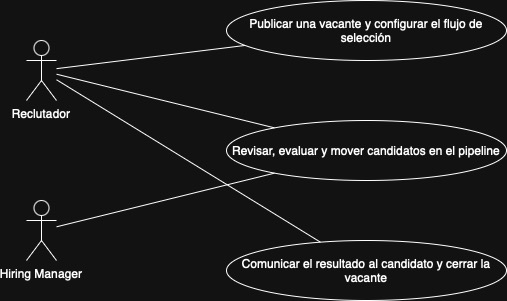 Publicar una vacante y configurar el flujo de
selección
Reclutador
Revisar, evaluar y mover candidatos en el pipeline
Hiring Manager
Comunicar el resultado al candidato y cerrar la
vacante